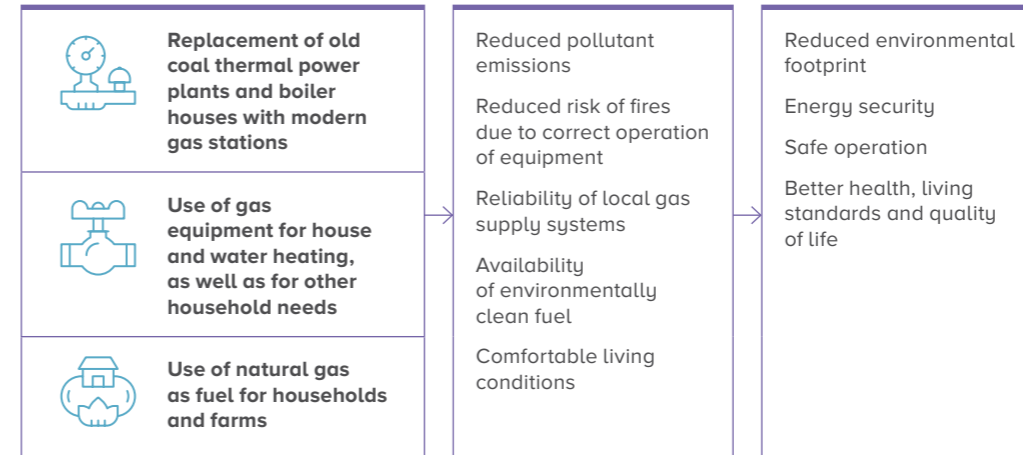 Replacement of old
coal thermal power
plants and boiler
houses with modern
gas stations
Use of gas
equipment for house
and water heating,
as well as for other
household needs
Use of natural gas
as fuel for households
and farms
Reduced pollutant
emissions
Reduced risk of fires
due to correct operation
of equipment
Reliability of local gas
supply systems
Availability
of environmentally
clean fuel
Comfortable living
conditions
Reduced environmental
footprint
Energy security
Safe operation
Better health, living
standards and quality
of life